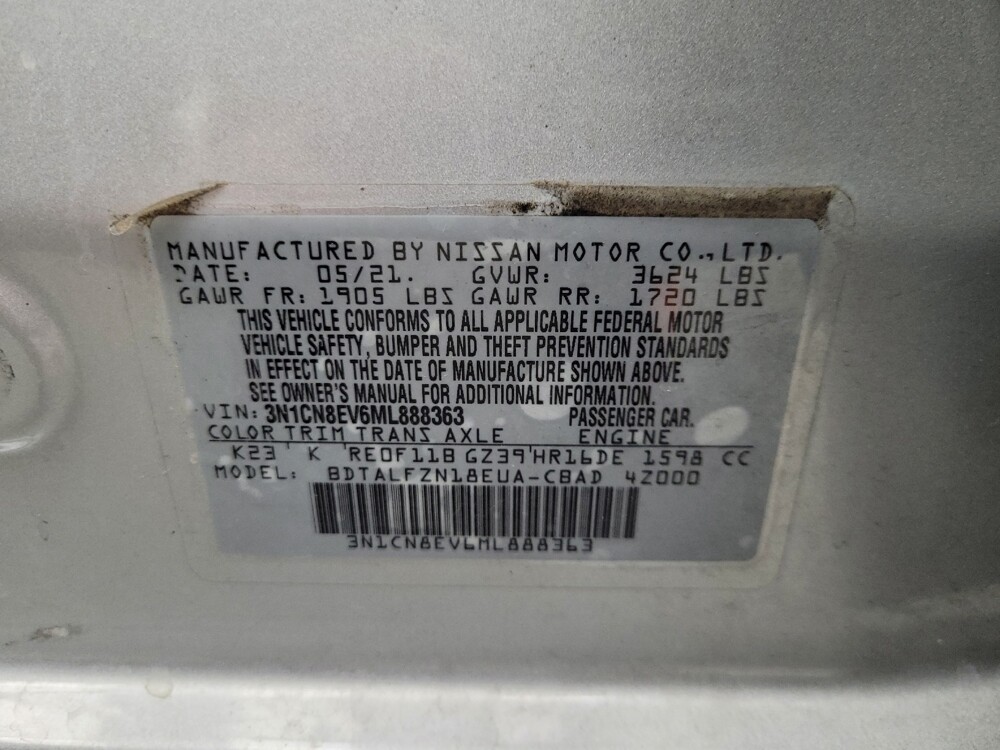 MANUFACTURED BY NISSAN MOTOR CO., LTD.
DATE: 05/21. GVWR: 3624 LBS
GAWR FR: 1905 LBS GAWR RR: 1720 LBS
THIS VEHICLE CONFORMS TO ALL APPLICABLE FEDERAL MOTOR
VEHICLE SAFETY, BUMPER AND THEFT PREVENTION STANDARDS
IN EFFECT ON THE DATE OF MANUFACTURE SHOWN ABOVE.
SEE OWNER'S MANUAL FOR ADDITIONAL INFORMATION.
VIN: 3N1CN8EV6ML888363 PASSENGER CAR.
COLOR TRIM TRANS AXLE ENGINE
K23 ' K 'RE0F11B GZ39'HR16DE 1598 CC
MODEL: BDTALFZN18EUA-CBAD 4Z000
3N1CN8EV6ML888363